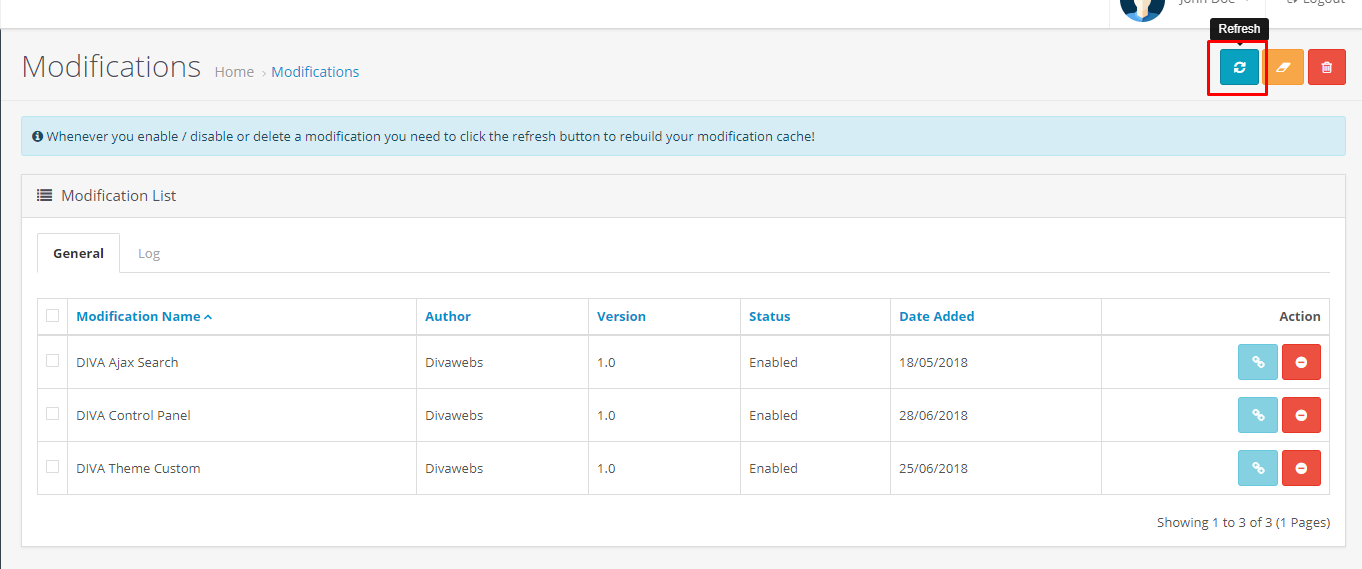 John Doe
Logout
Refresh
Modifications
Home › Modifications
Whenever you enable / disable or delete a modification you need to click the refresh button to rebuild your modification cache!
Modification List
General Log
Modification Name Author Version Status Date Added Action
DIVA Ajax Search Divawebs 1.0 Enabled 18/05/2018
DIVA Control Panel Divawebs 1.0 Enabled 28/06/2018
DIVA Theme Custom Divawebs 1.0 Enabled 25/06/2018
Showing 1 to 3 of 3 (1 Pages)